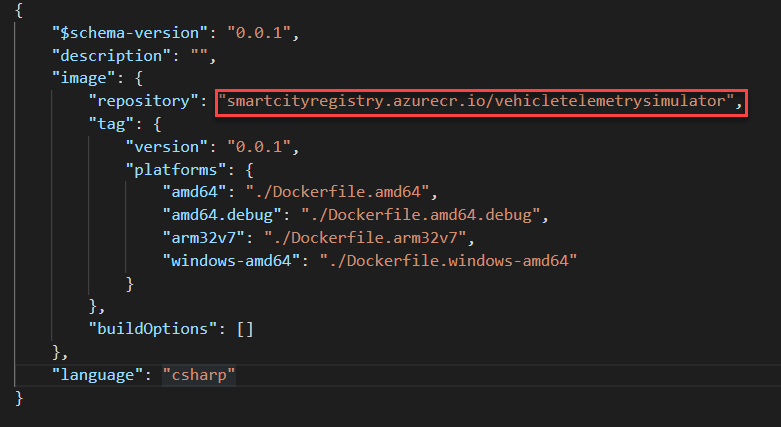 {
"$schema-version": "0.0.1",
"description": "",
"image": {
"repository": "smartcityregistry.azurecr.io/vehicletelemetrysimulator",
"tag": {
"version": "0.0.1",
"platforms": {
"amd64": "./Dockerfile.amd64",
"amd64.debug": "./Dockerfile.amd64.debug",
"arm32v7": "./Dockerfile.arm32v7",
"windows-amd64": "./Dockerfile.windows-amd64"
}
},
"buildOptions": []
},
"language": "csharp"
}